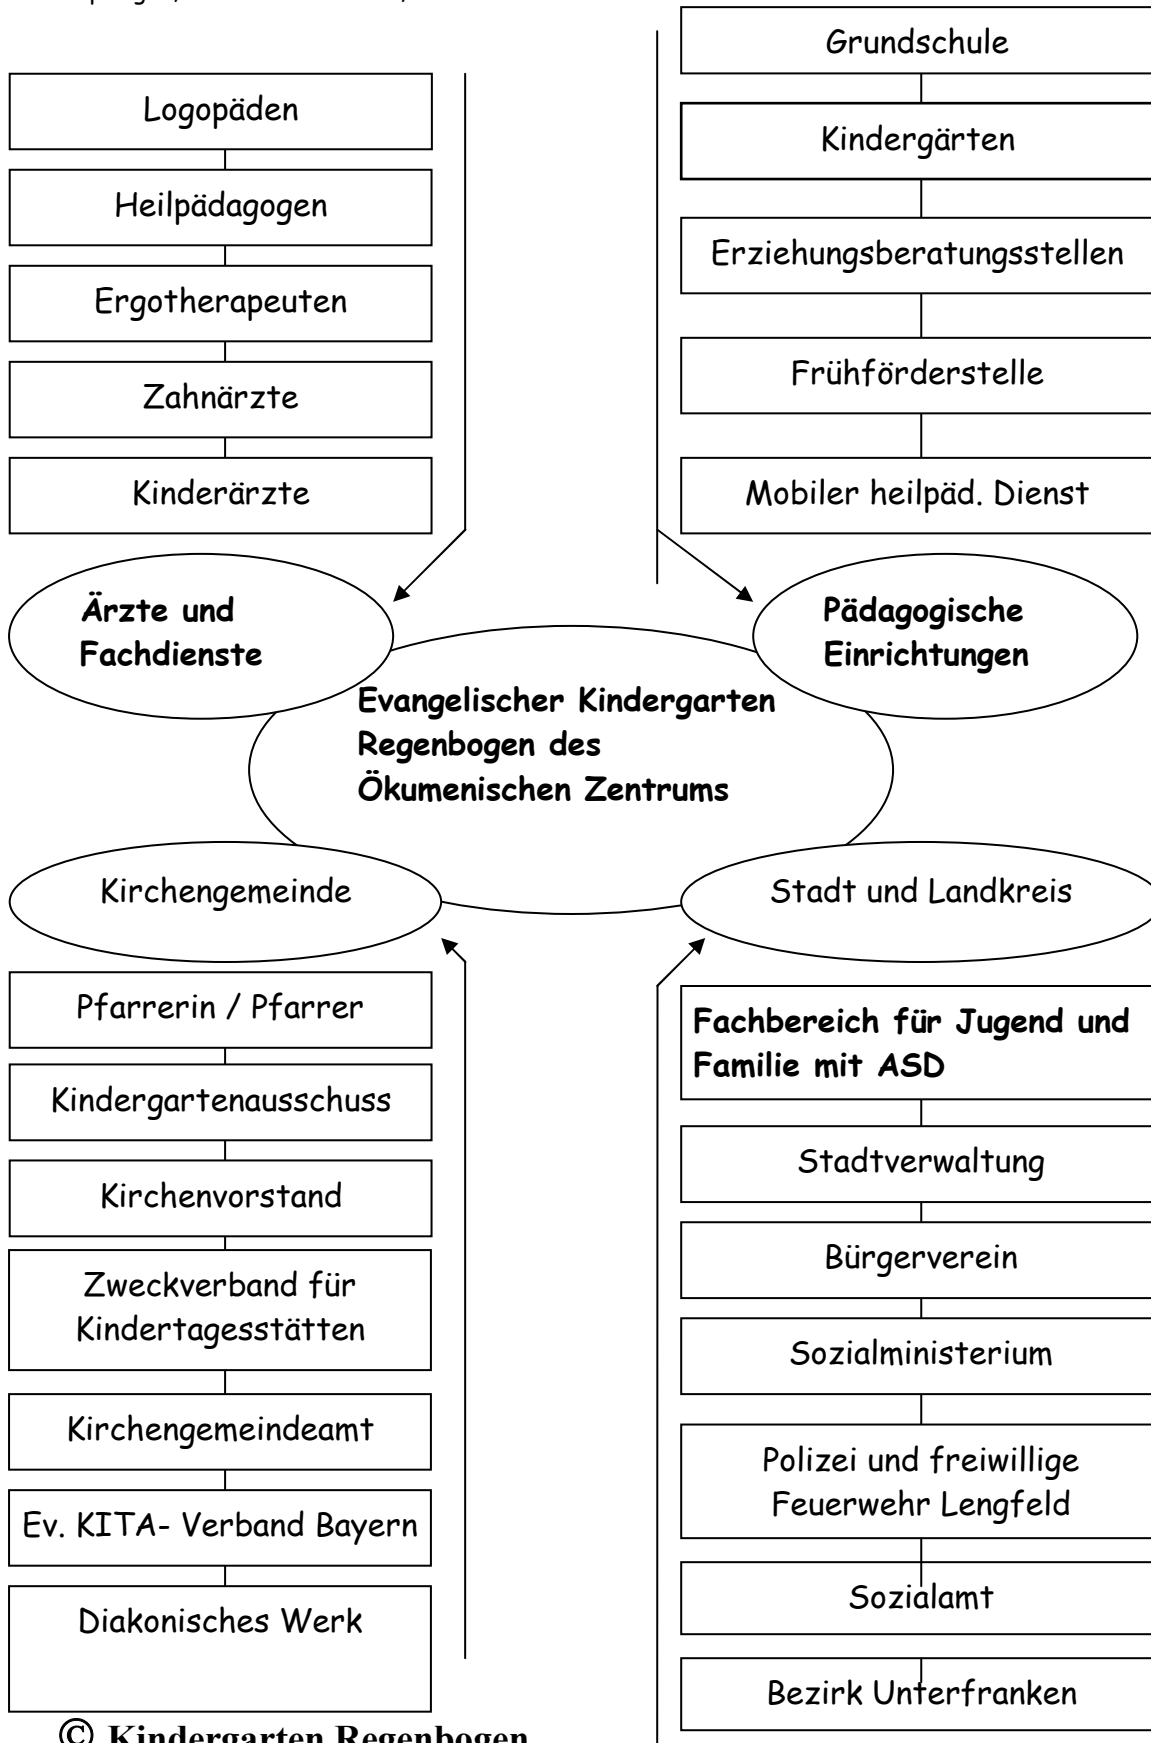 Grundschule
Kindergärten
Erziehungsberatungsstellen
Frühförderstelle
Mobiler heilpäd. Dienst
Logopäden
Heilpädagogen
Ergotherapeuten
Zahnärzte
Kinderärzte
Ärzte und
Fachdienste
Pädagogische
Einrichtungen
Evangelischer Kindergarten
Regenbogen des
Ökumenischen Zentrums
Kirchengemeinde
Stadt und Landkreis
Pfarrerin / Pfarrer
Kindergartenausschuss
Kirchenvorstand
Zweckverband für
Kindertagesstätten
Kirchengemeindeamt
Ev. KITA- Verband Bayern
Diakonisches Werk
Fachbereich für Jugend und
Familie mit ASD
Stadtverwaltung
Bürgerverein
Sozialministerium
Polizei und freiwillige
Feuerwehr Lengfeld
Sozialamt
Bezirk Unterfranken
© Kindergarten Regenbogen